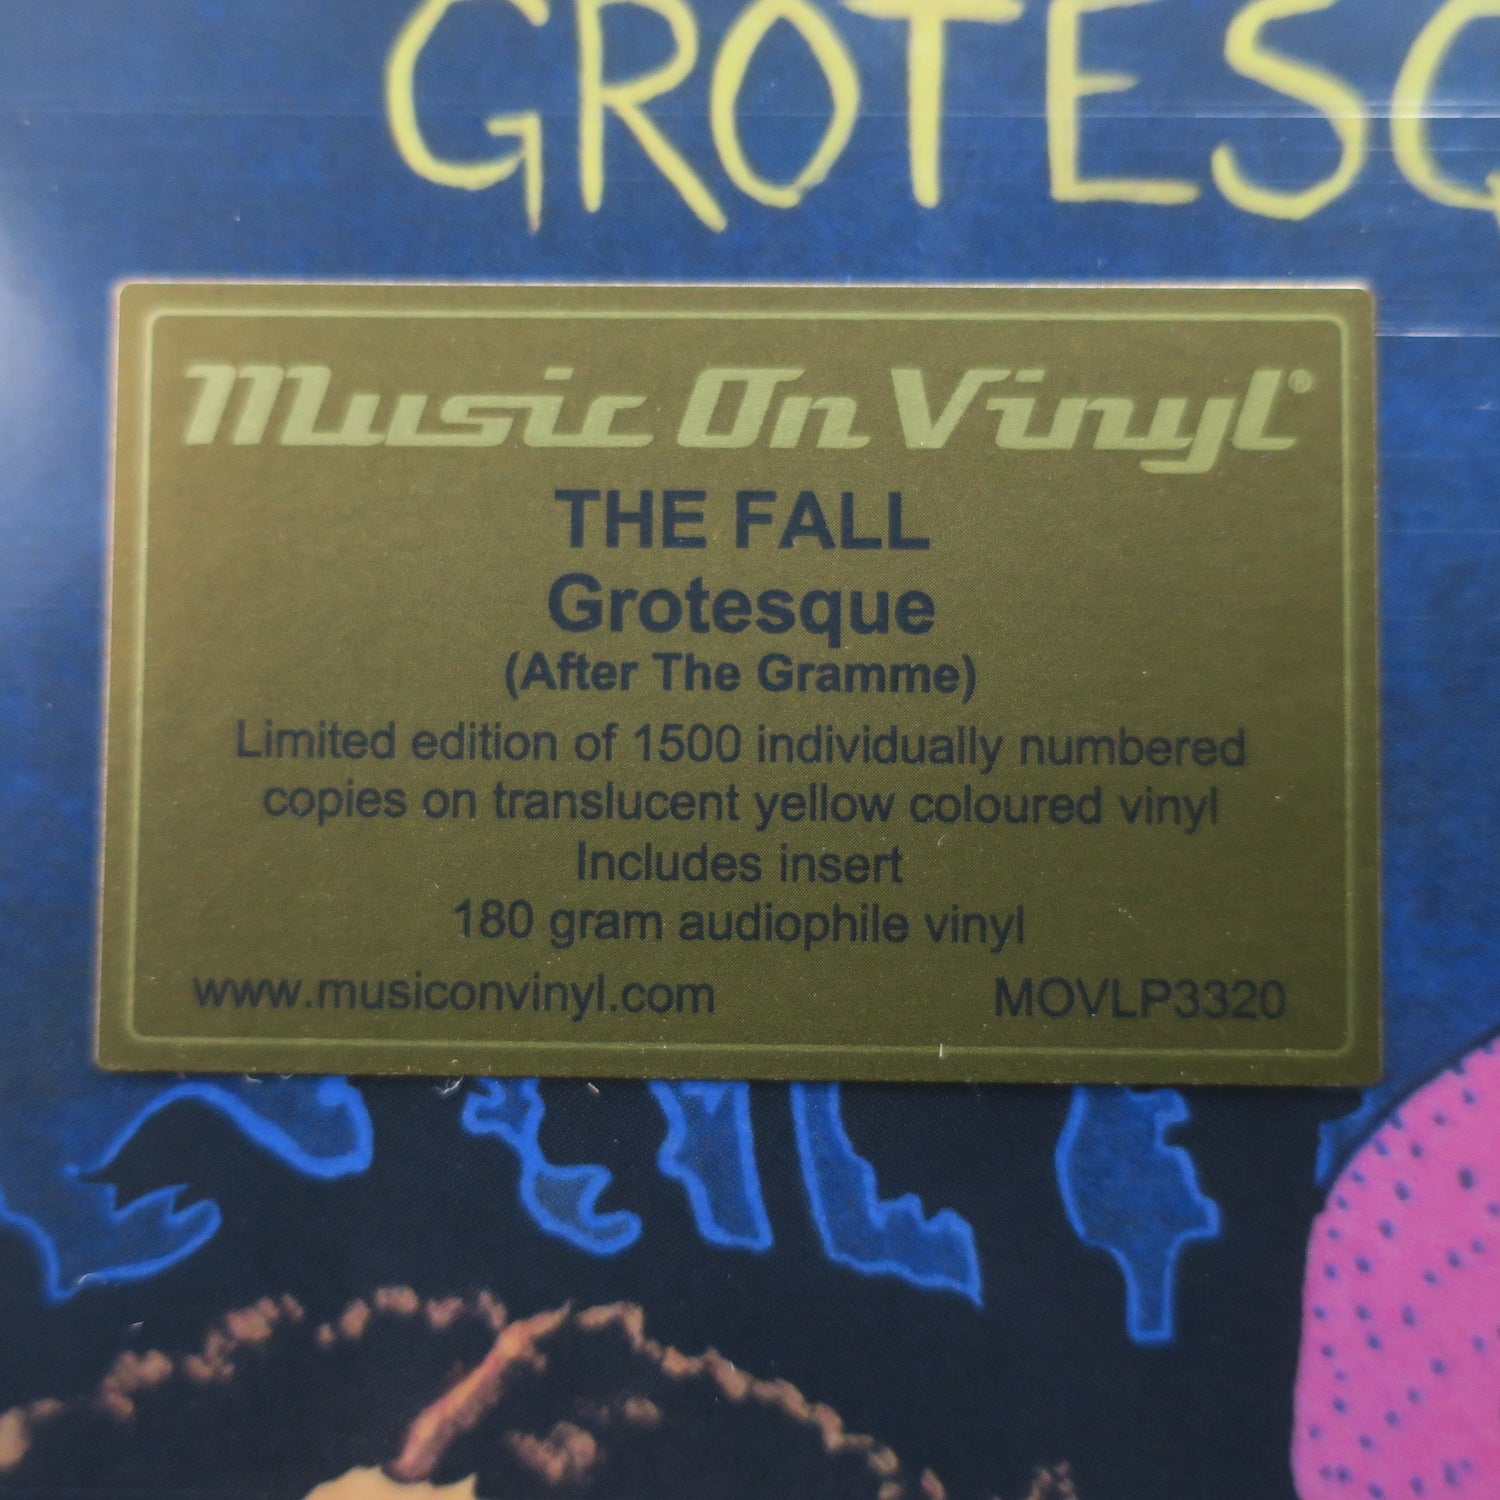 GROTESQ
Music On Vinyl®
THE FALL
Grotesque
(After The Gramme)
Limited edition of 1500 individually numbered
copies on translucent yellow coloured vinyl
Includes insert
180 gram audiophile vinyl
www.musiconvinyl.com MOVLP3320